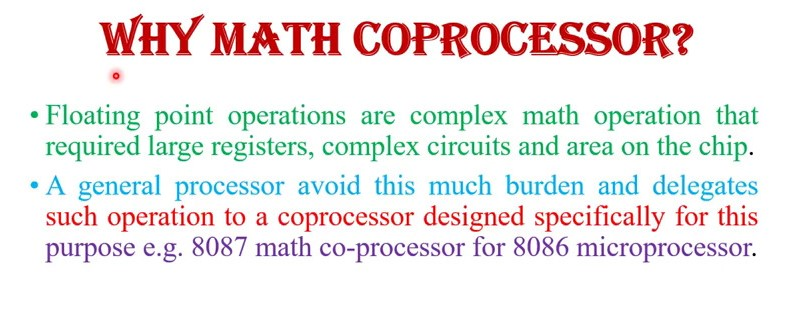 WHY MATH COPROCESSOR?
• Floating point operations are complex math operation that
required large registers, complex circuits and area on the chip.
• A general processor avoid this much burden and delegates
such operation to a coprocessor designed specifically for this
purpose e.g. 8087 math co-processor for 8086 microprocessor.